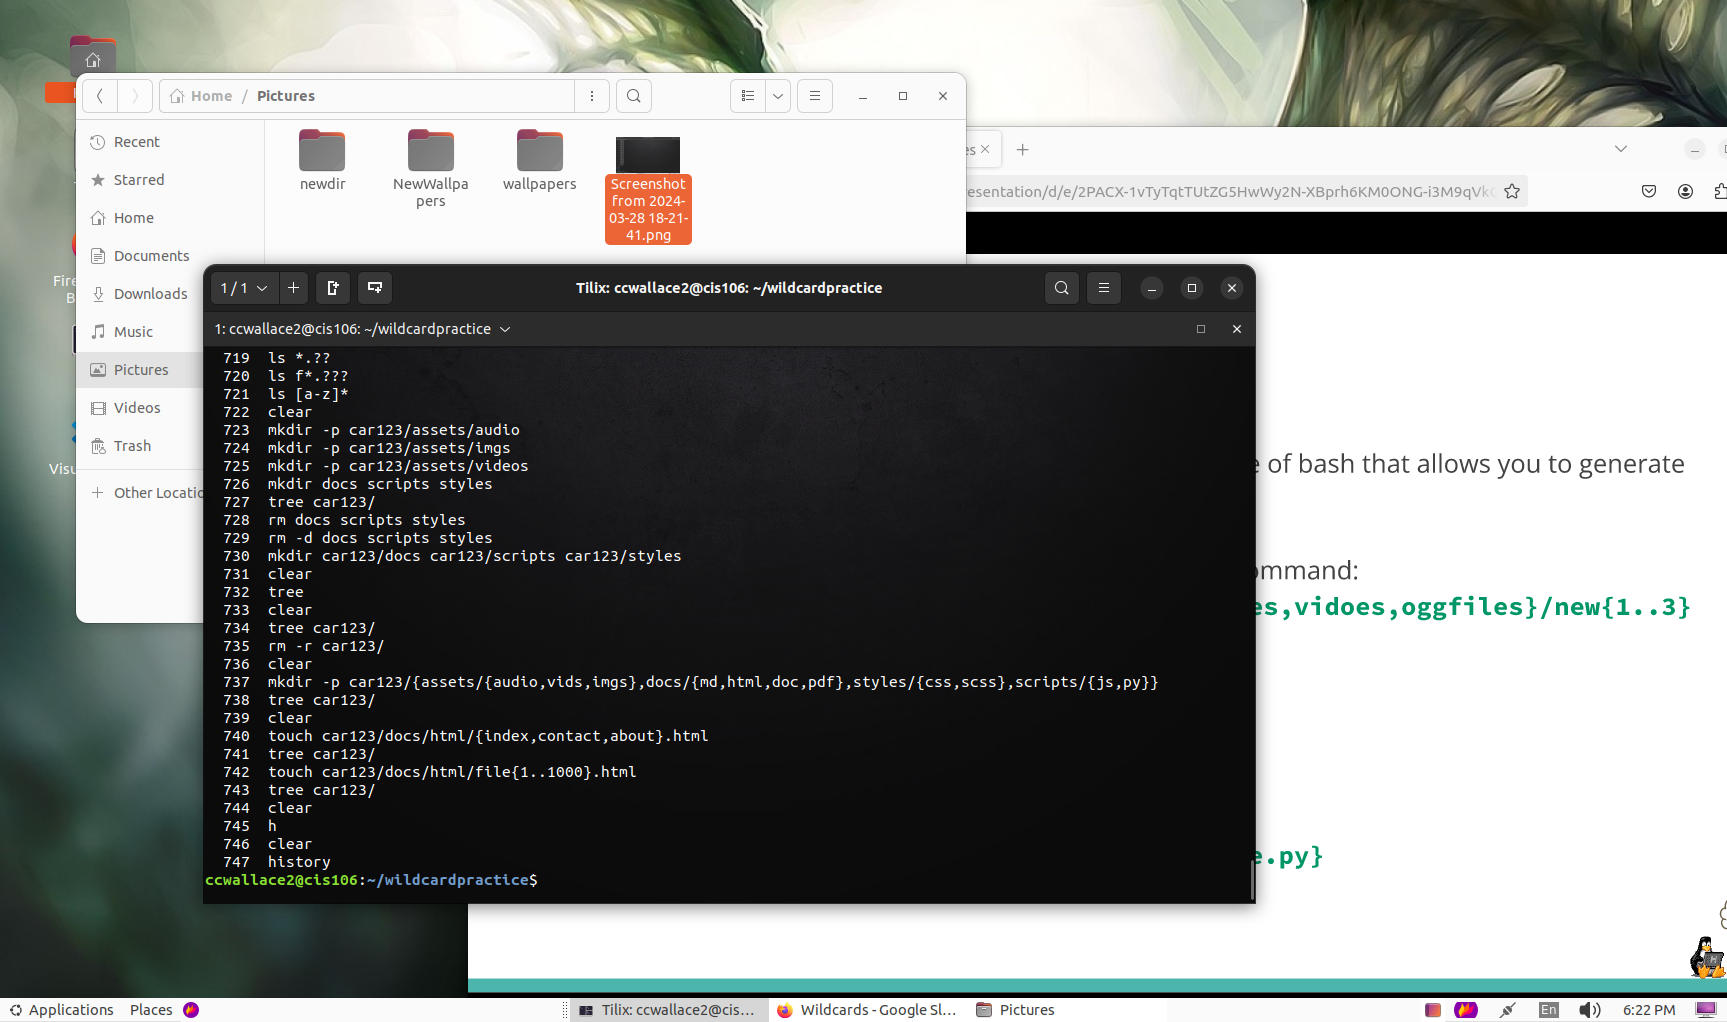 Home / Pictures
Recent
Starred
Home
Documents
Downloads
Music
Pictures
Videos
Trash
Other Locatio
newdir
NewWallpa
pers
wallpapers
Screenshot
from 2024-
03-28 18-21-
41.png
Fire
B
Visu
es
esentation/d/e/2PACX-1vTyTqtTUtZG5HwWy2N-XBprh6KM0ONG-i3M9qVk
1 / 1
Tilix: ccwallace2@cis106: ~/wildcardpractice
1: ccwallace2@cis106: ~/wildcardpractice
719 ls *.??
720 ls f*.???
721 ls [a-z]*
722 clear
723 mkdir -p car123/assets/audio
724 mkdir -p car123/assets/imgs
725 mkdir -p car123/assets/videos
726 mkdir docs scripts styles
727 tree car123/
728 rm docs scripts styles
729 rm -d docs scripts styles
730 mkdir car123/docs car123/scripts car123/styles
731 clear
732 tree
733 clear
734 tree car123/
735 rm -r car123/
736 clear
737 mkdir -p car123/{assets/{audio,vids,imgs},docs/{md,html,doc,pdf},styles/{css,scss},scripts/{js,py}}
738 tree car123/
739 clear
740 touch car123/docs/html/{index,contact,about}.html
741 tree car123/
742 touch car123/docs/html/file{1..1000}.html
743 tree car123/
744 clear
745 h
746 clear
747 history
ccwallace2@cis106:~/wildcardpractice$
e of bash that allows you to generate
ommand:
es,vidoes,oggfiles}/new{1..3}
e.py}
Applications Places
Tilix: ccwallace2@cis...
Wildcards - Google Sl...
Pictures
En
6:22 PM